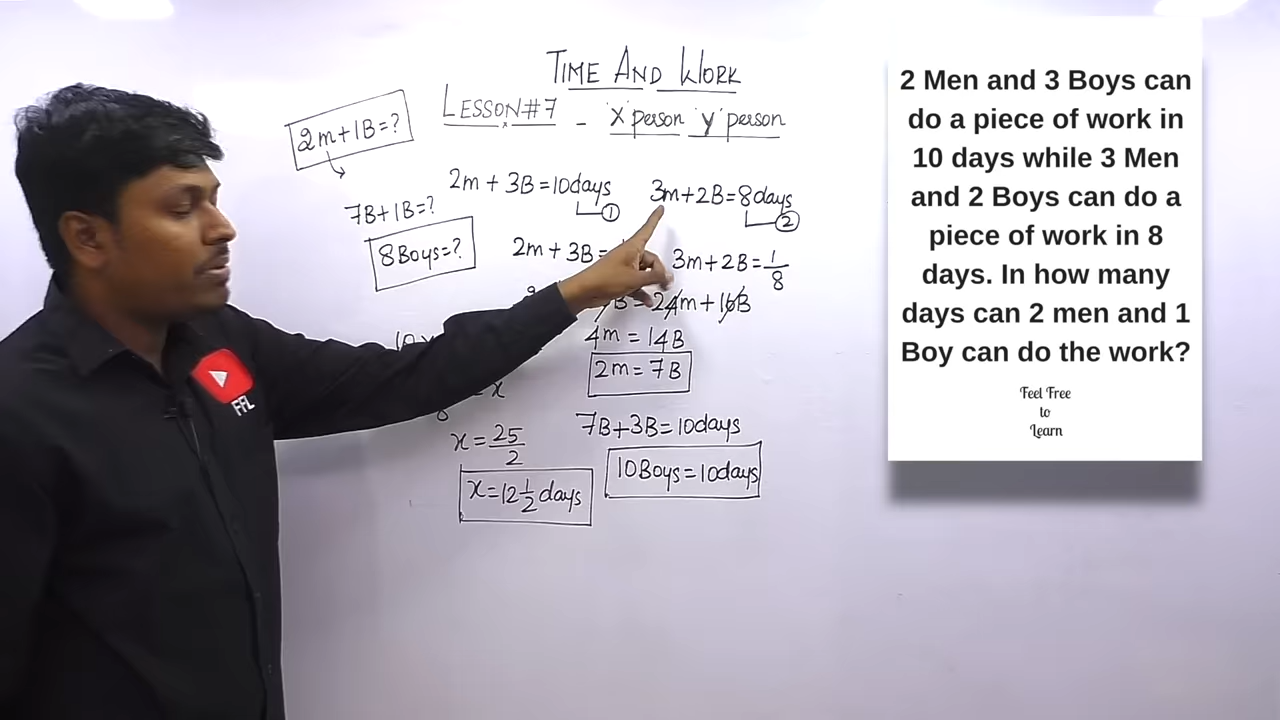 TIME AND WORK
LESSON#7 - 'X' person 'y' person
2m+1B=?
2m + 3B = 10days
①
3m+2B=8days
②
7B+1B=?
8Boys=?
2m + 3B =
3m+2B=1/8
B = 24m + 16B
4m = 14B
2m = 7B
= x
x = 25/2
x = 12 1/2 days
7B+3B=10days
10Boys=10days
FFL
2 Men and 3 Boys can
do a piece of work in
10 days while 3 Men
and 2 Boys can do a
piece of work in 8
days. In how many
days can 2 men and 1
Boy can do the work?
Feel Free
to
Learn